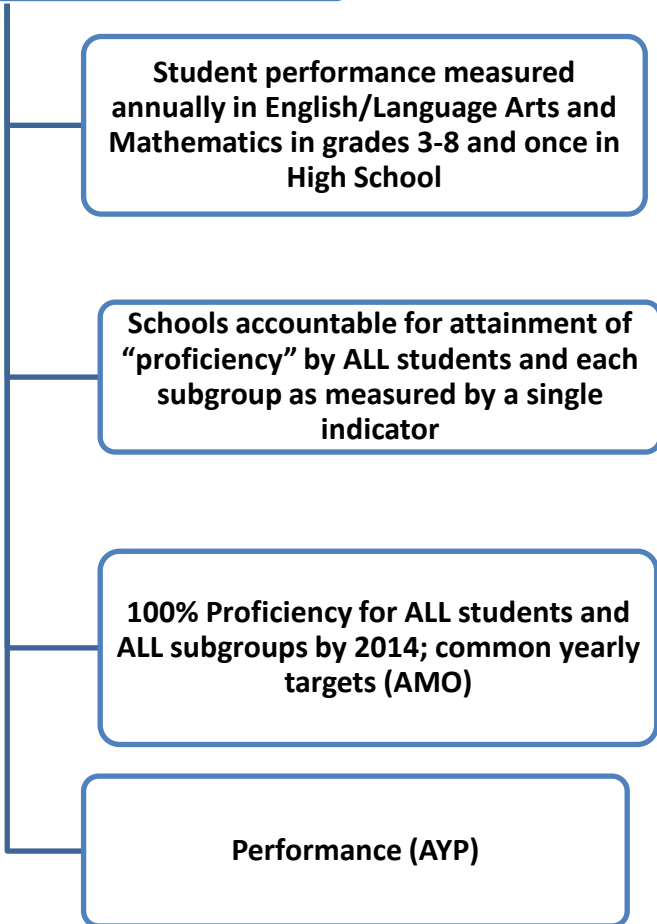 Student performance measured
annually in English/Language Arts and
Mathematics in grades 3-8 and once in
High School
Schools accountable for attainment of
“proficiency” by ALL students and each
subgroup as measured by a single
indicator
100% Proficiency for ALL students and
ALL subgroups by 2014; common yearly
targets (AMO)
Performance (AYP)